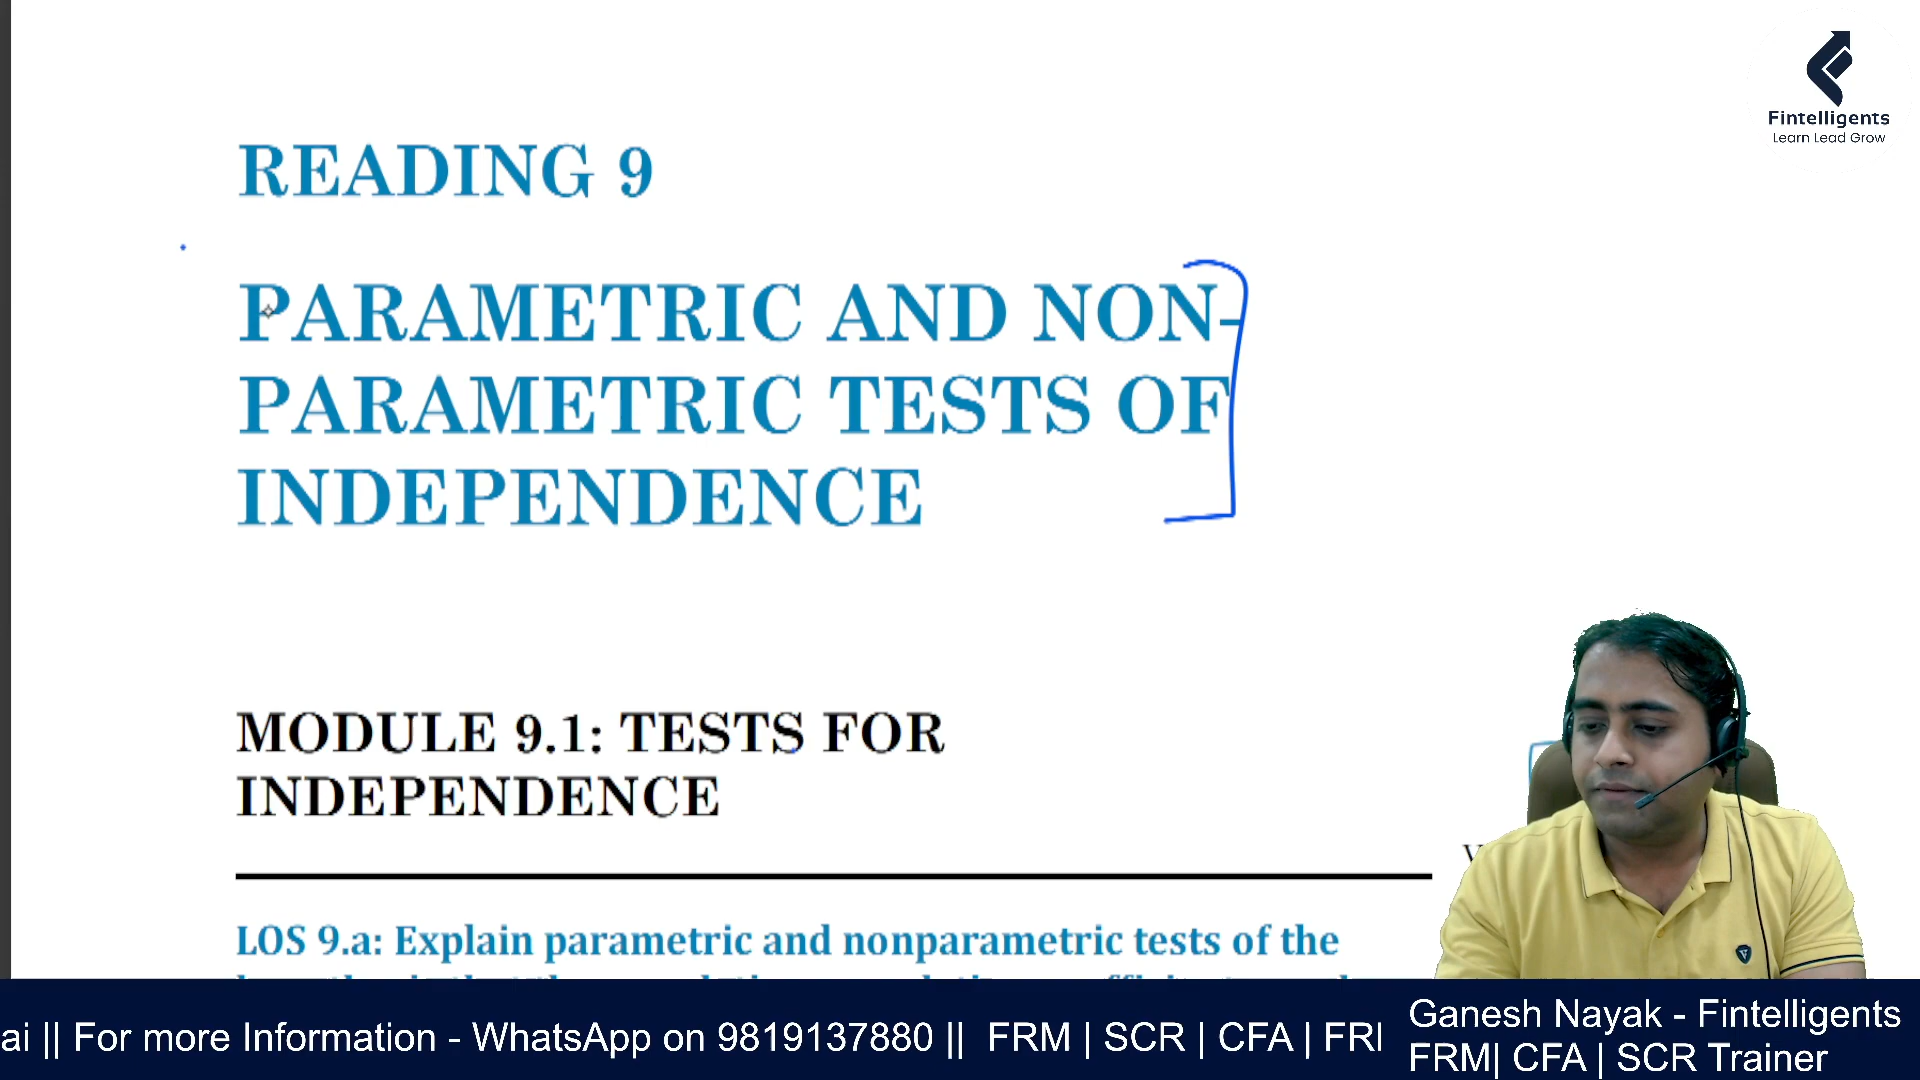 Fintelligents
Learn Lead Grow
READING 9
PARAMETRIC AND NON-
PARAMETRIC TESTS OF
INDEPENDENCE
MODULE 9.1: TESTS FOR
INDEPENDENCE
LOS 9.a: Explain parametric and nonparametric tests of the
ai || For more Information - WhatsApp on 9819137880 || FRM | SCR | CFA | FRI
Ganesh Nayak - Fintelligents
FRM| CFA | SCR Trainer